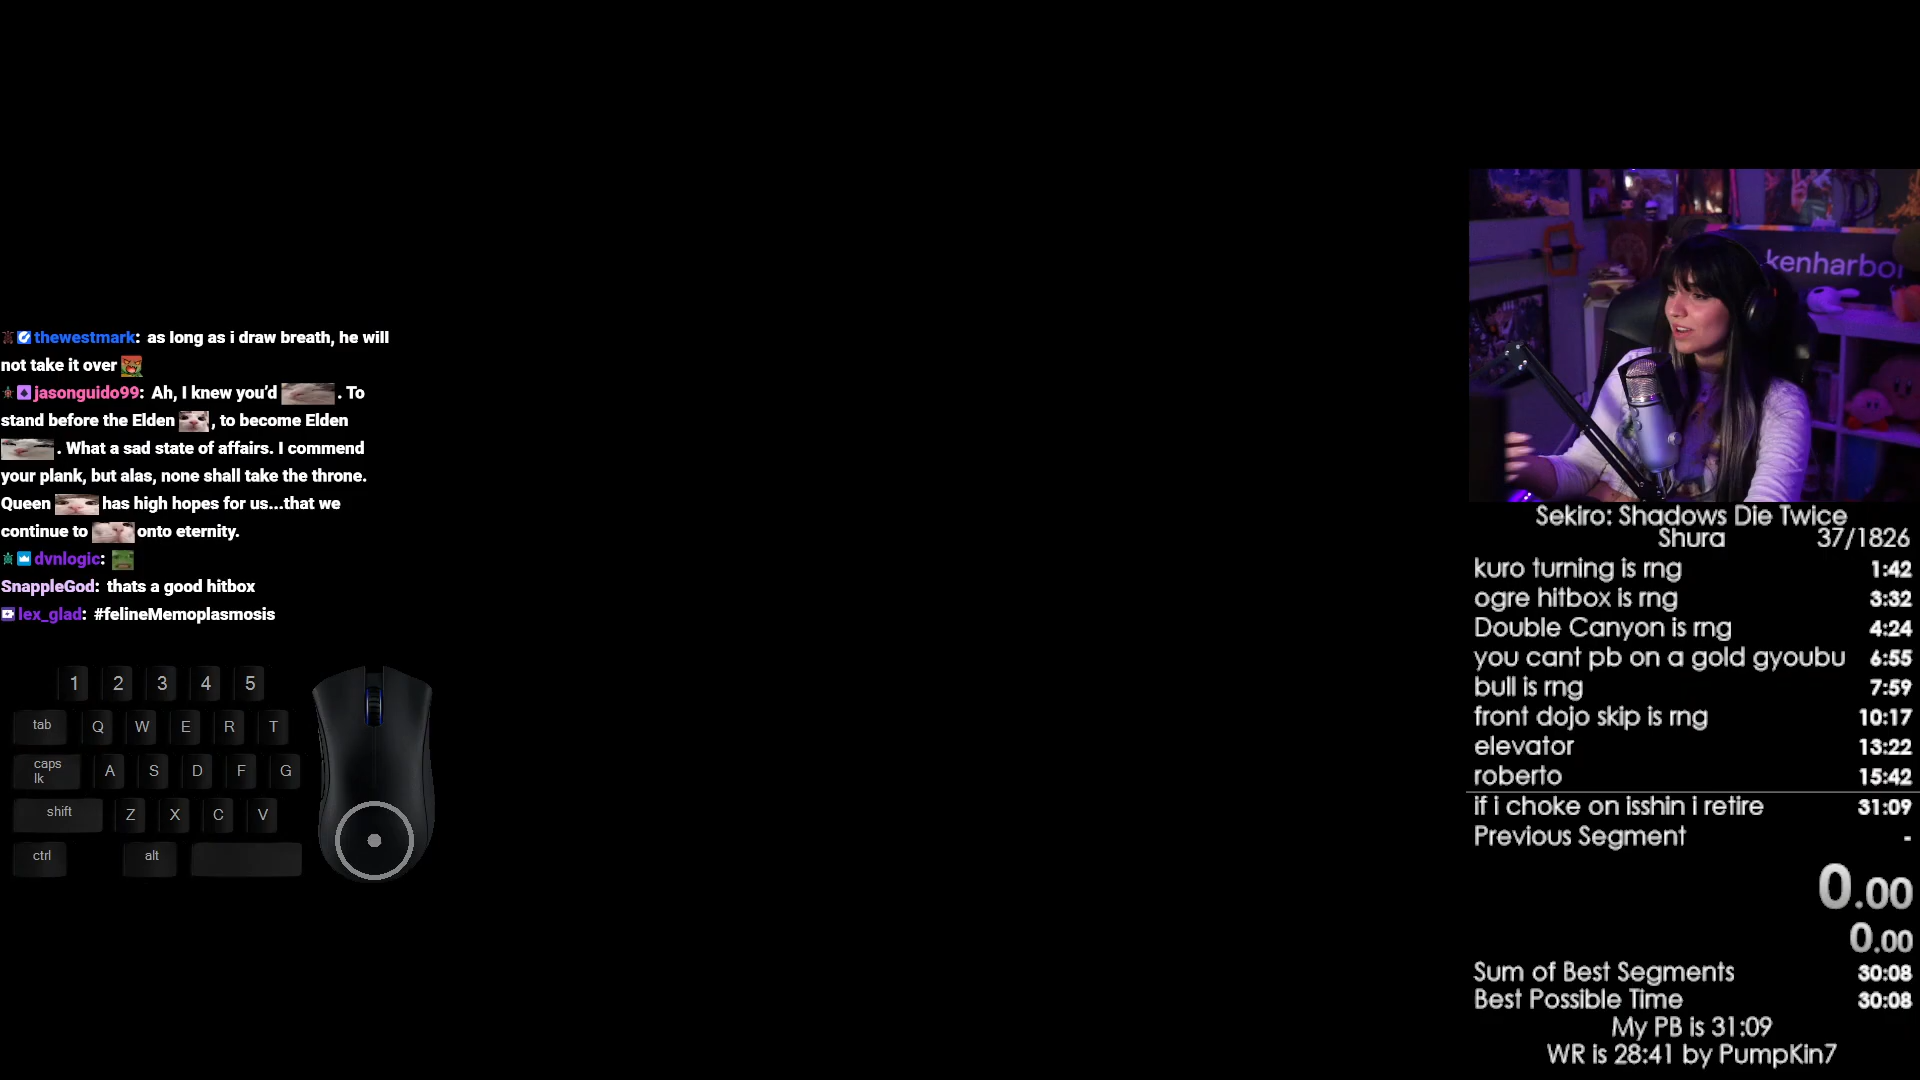 thewestmark: as long as i draw breath, he will
not take it over
jasonguido99: Ah, I knew you'd . To
stand before the Elden , to become Elden
. What a sad state of affairs. I commend
your plank, but alas, none shall take the throne.
Queen has high hopes for us...that we
continue to onto eternity.
dvnlogic:
SnappleGod: thats a good hitbox
lex_glad: #felineMemoplasmosis
1 2 3 4 5
tab Q W E R T
caps lk A S D F G
shift Z X C V
ctrl alt
kenharbor
Sekiro: Shadows Die Twice
Shura 37/1826
kuro turning is rng 1:42
ogre hitbox is rng 3:32
Double Canyon is rng 4:24
you cant pb on a gold gyoubu 6:55
bull is rng 7:59
front dojo skip is rng 10:17
elevator 13:22
roberto 15:42
if i choke on isshin i retire 31:09
Previous Segment -
0.00
0.00
Sum of Best Segments 30:08
Best Possible Time 30:08
My PB is 31:09
WR is 28:41 by PumpKin7